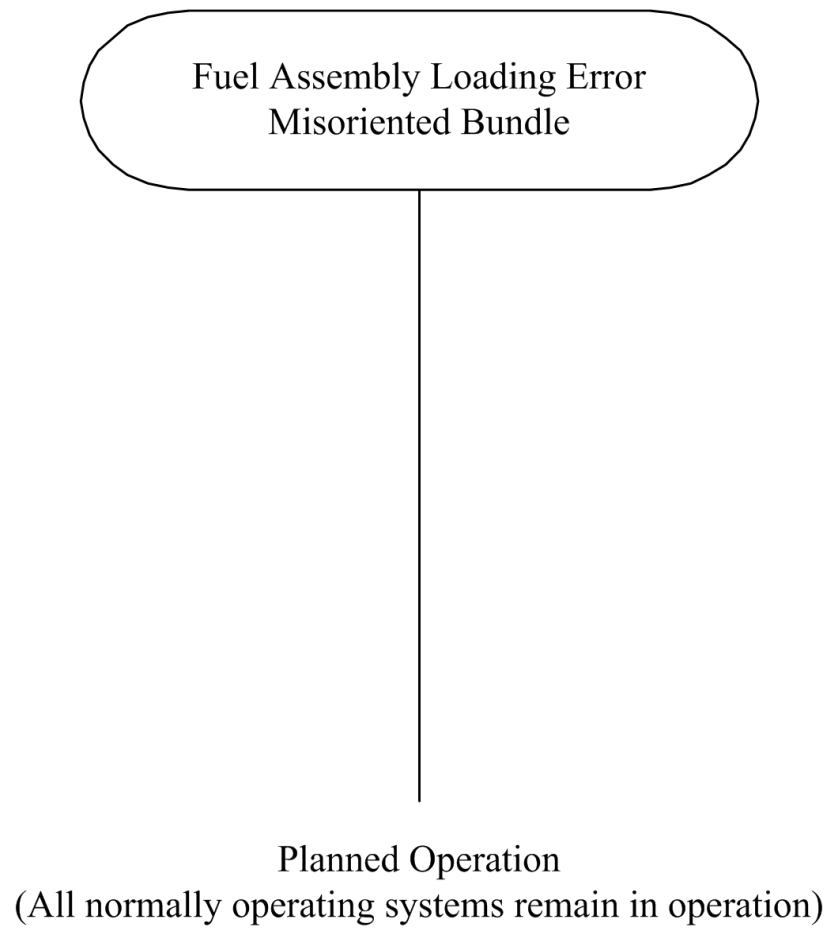 Fuel Assembly Loading Error
Misoriented Bundle
Planned Operation
(All normally operating systems remain in operation)